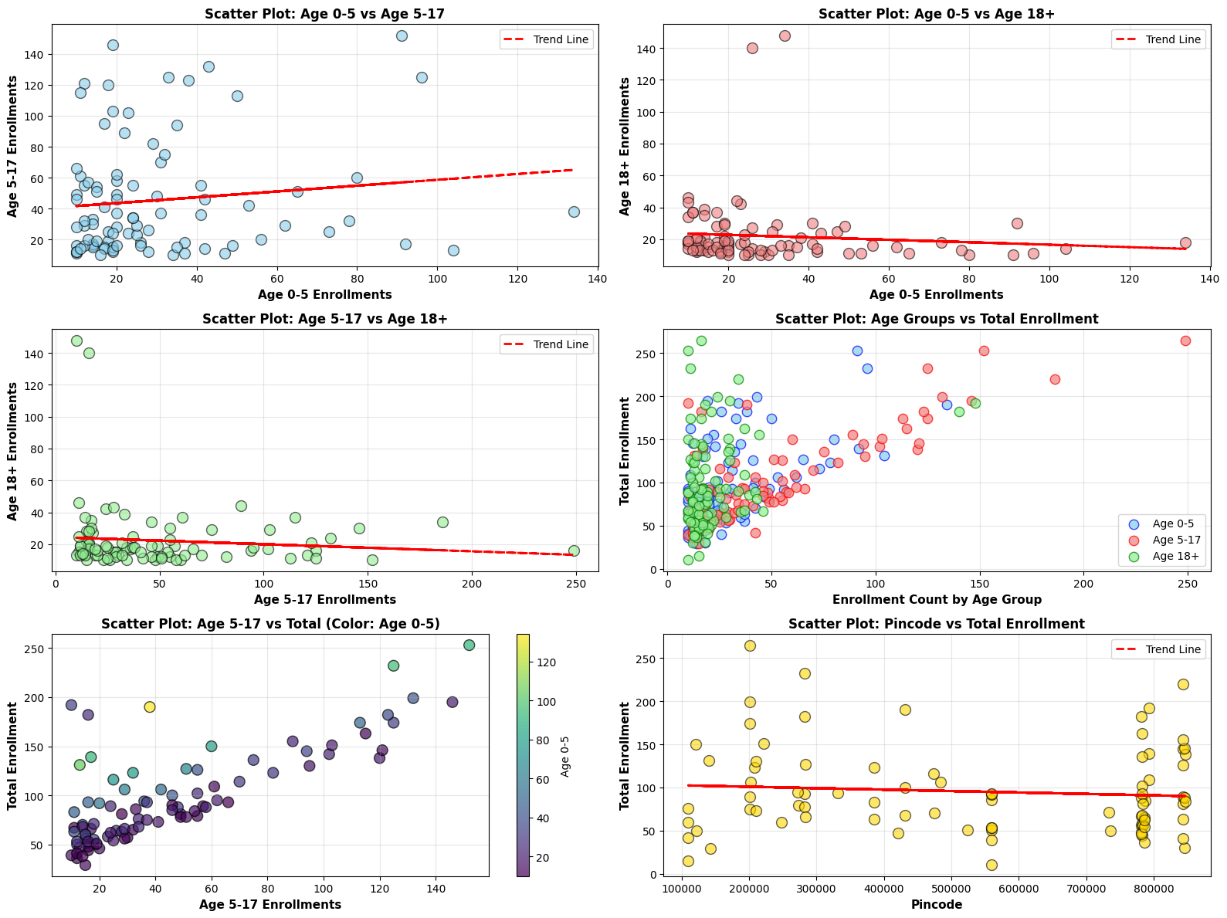 Scatter Plot: Age 0-5 vs Age 5-17
Trend Line
Age 5-17 Enrollments
140
120
100
80
60
40
20
20 40 60 80 100 120 140
Age 0-5 Enrollments
Scatter Plot: Age 0-5 vs Age 18+
Trend Line
Age 18+ Enrollments
140
120
100
80
60
40
20
20 40 60 80 100 120 140
Age 0-5 Enrollments
Scatter Plot: Age 5-17 vs Age 18+
Trend Line
Age 18+ Enrollments
140
120
100
80
60
40
20
0 50 100 150 200 250
Age 5-17 Enrollments
Scatter Plot: Age Groups vs Total Enrollment
Total Enrollment
250
200
150
100
50
0
Age 0-5
Age 5-17
Age 18+
0 50 100 150 200 250
Enrollment Count by Age Group
Scatter Plot: Age 5-17 vs Total (Color: Age 0-5)
Total Enrollment
250
200
150
100
50
20 40 60 80 100 120 140
Age 5-17 Enrollments
120
100
80
60
40
20
Age 0-5
Scatter Plot: Pincode vs Total Enrollment
Trend Line
Total Enrollment
250
200
150
100
50
0
100000 200000 300000 400000 500000 600000 700000 800000
Pincode